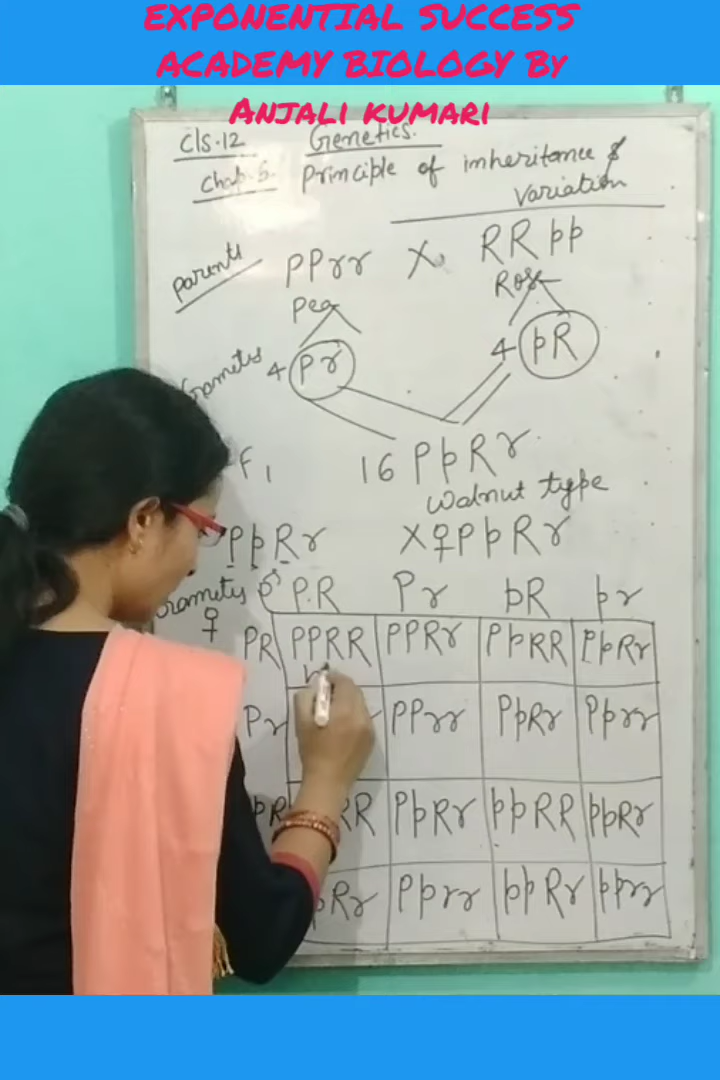 EXPONENTIAL SUCCESS
ACADEMY BIOLOGY By
ANJALI KUMARI
Cls.12 Genetics.
Chap.5. Principle of inheritance &
Variation
Parents PPrr X RRpp
Pea Rose
Gametes 4 Pr 4 pR
F1 16 PpRr
Walnut type
PpRr X ♀PpRr
Gametes ♂ PR Pr pR pr
♀
PR PPRR PPRr PpRR PpRr
Pr PPrr PpRr Pprr
pR PpRr ppRR ppRr
Pprr ppRr pprr